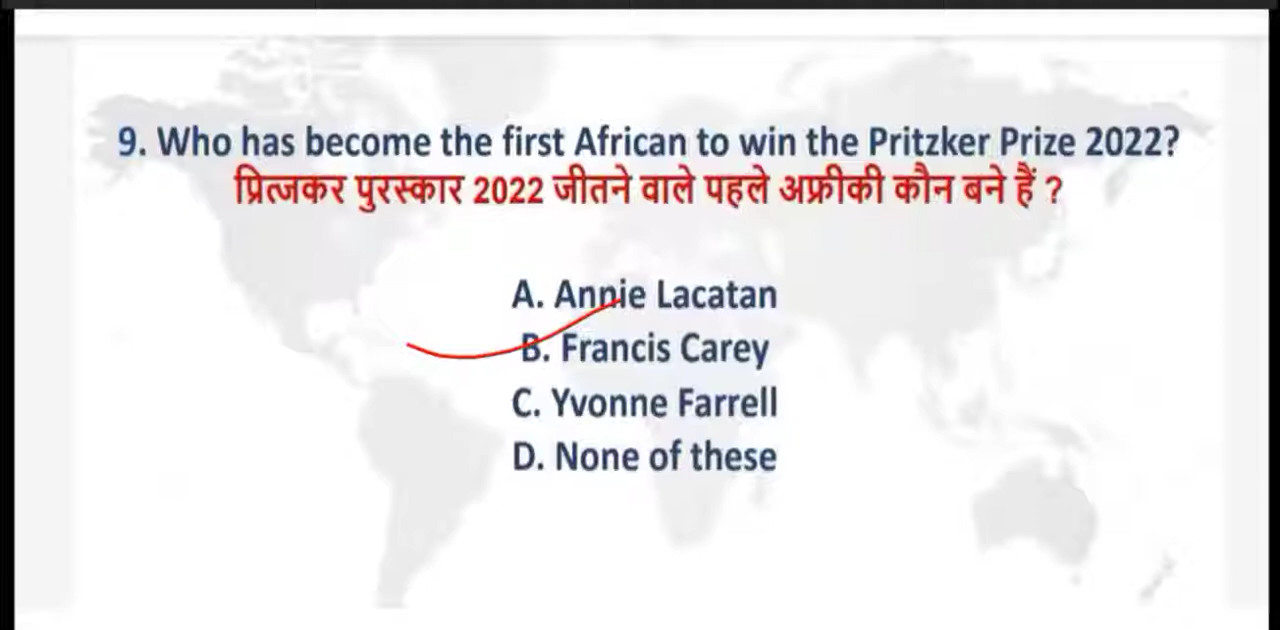 9. Who has become the first African to win the Pritzker Prize 2022?
प्रित्जकर पुरस्कार 2022 जीतने वाले पहले अफ्रीकी कौन बने हैं ?
A. Annie Lacatan
B. Francis Carey
C. Yvonne Farrell
D. None of these